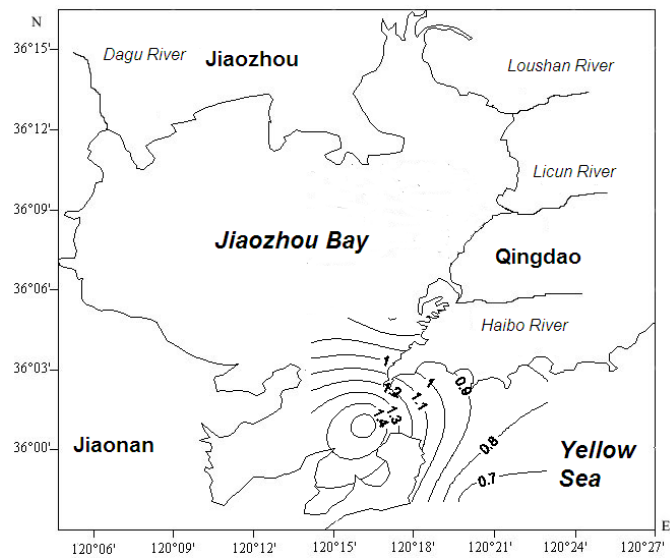 N
36°15'
Dagu River
Jiaozhou
Loushan River
36°12'
Licun River
36°09'
Jiaozhou Bay
Qingdao
36°06'
Haibo River
36°03'
1
1
0.9
1.2
1.1
1.3
1.4
36°00'
Jiaonan
0.8
Yellow
Sea
0.7
E
120°06'
120°09'
120°12'
120°15'
120°18'
120°21'
120°24'
120°27'